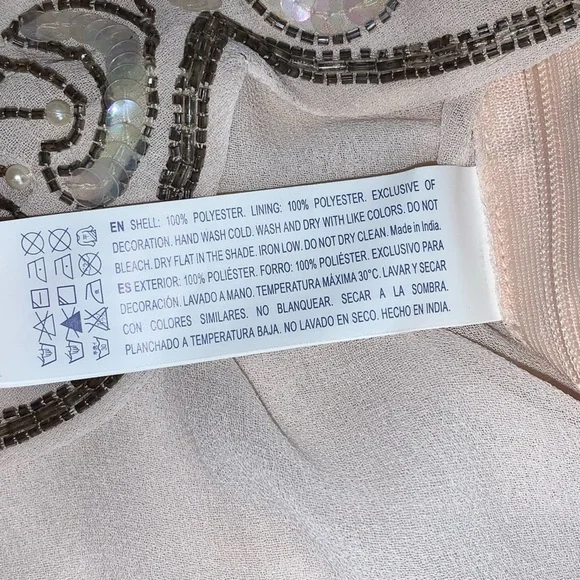 EN SHELL: 100% POLYESTER. LINING: 100% POLYESTER. EXCLUSIVE OF
DECORATION. HAND WASH COLD. WASH AND DRY WITH LIKE COLORS. DO NOT
BLEACH. DRY FLAT IN THE SHADE. IRON LOW. DO NOT DRY CLEAN. Made in India.
ES EXTERIOR: 100% POLIÉSTER. FORRO: 100% POLIÉSTER. EXCLUSIVO PARA
DECORACIÓN. LAVADO A MANO. TEMPERATURA MÁXIMA 30°C. LAVAR Y SECAR
CON COLORES SIMILARES. NO BLANQUEAR. SECAR A LA SOMBRA.
PLANCHADO A TEMPERATURA BAJA. NO LAVADO EN SECO. HECHO EN INDIA.